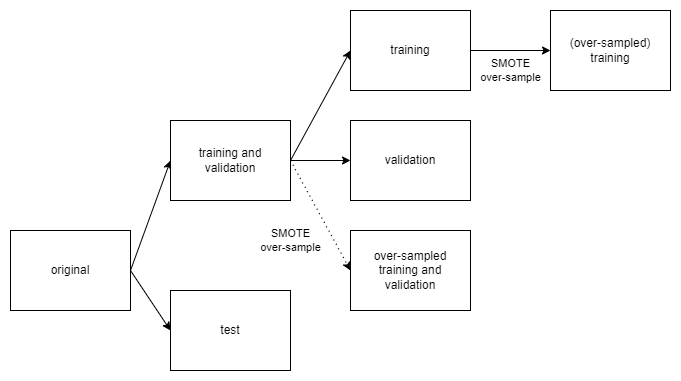 training
SMOTE
over-sample
(over-sampled)
training
training and
validation
validation
SMOTE
over-sample
original
over-sampled
training and
validation
test